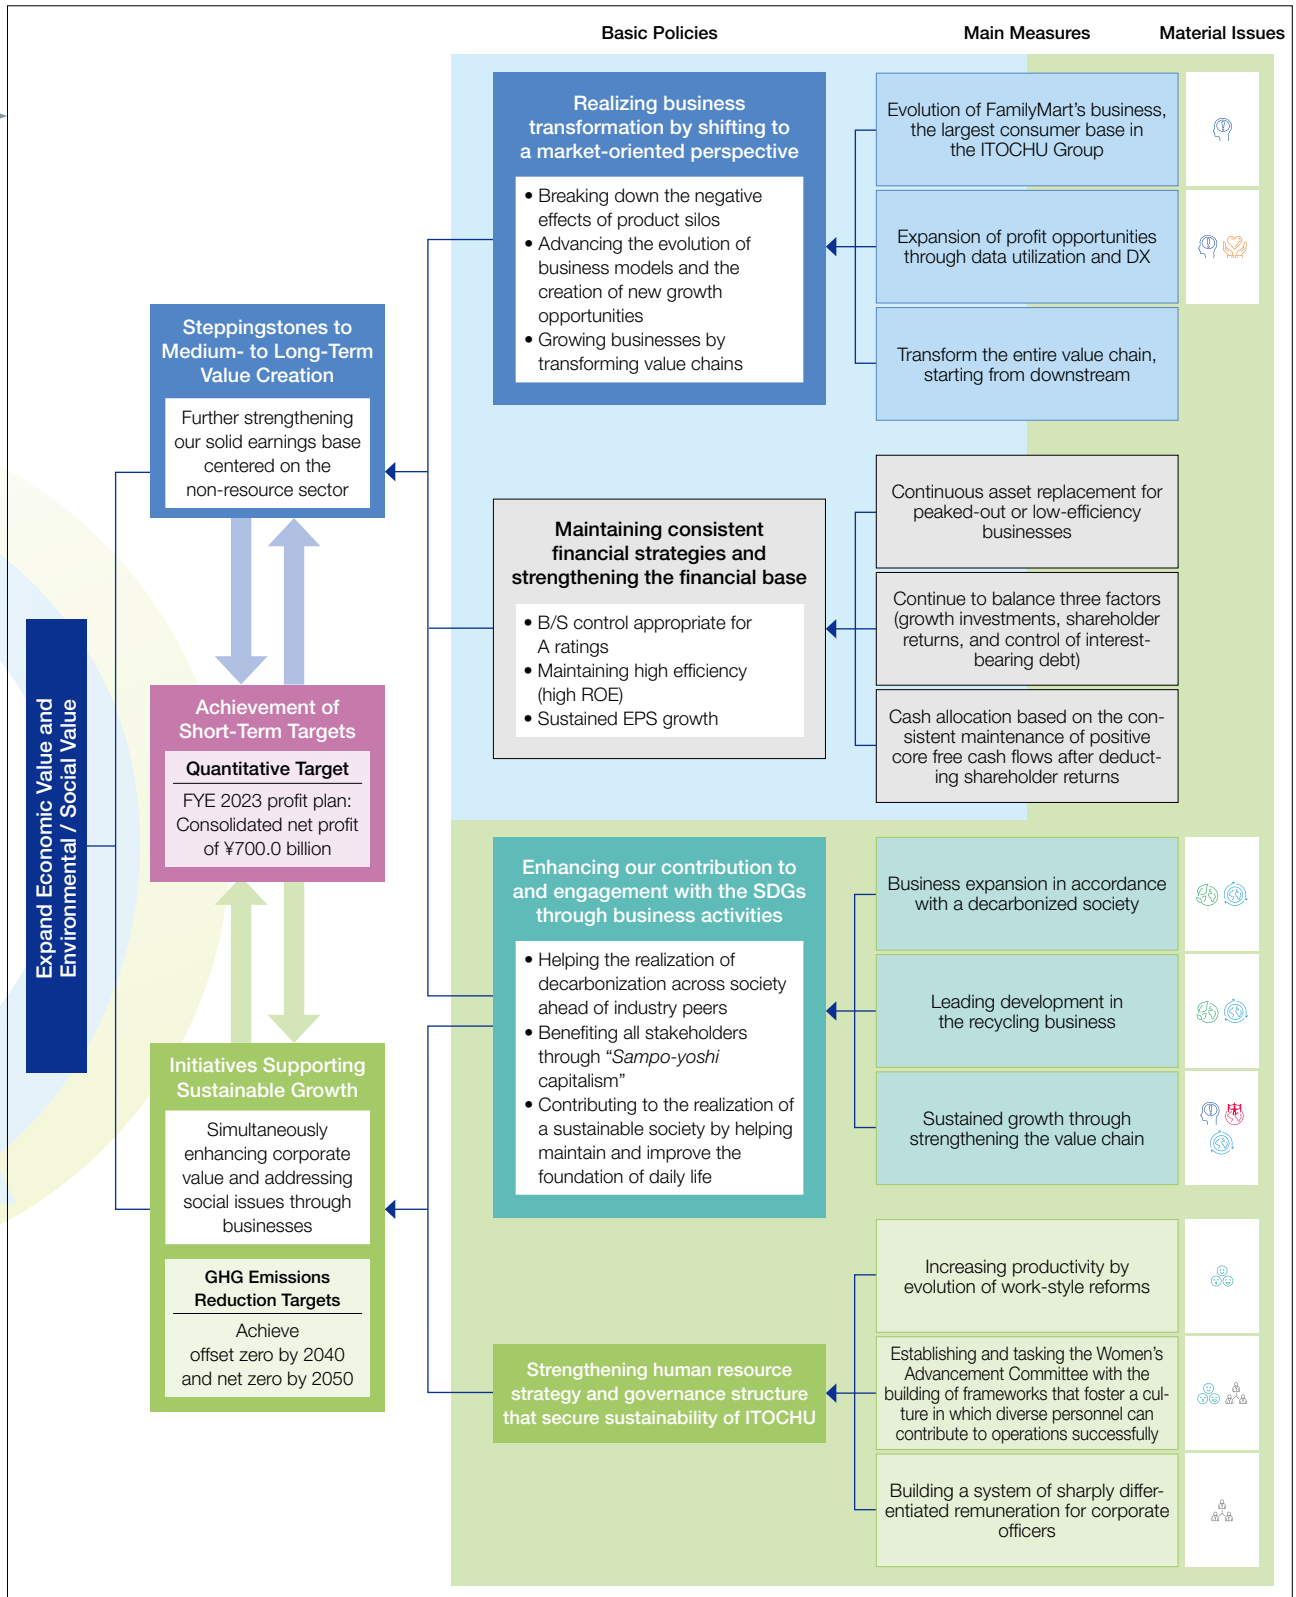 Basic Policies
Main Measures
Material Issues
Expand Economic Value and
Environmental / Social Value
Steppingstones to
Medium- to Long-Term
Value Creation
Further strengthening
our solid earnings base
centered on the
non-resource sector
Achievement of
Short-Term Targets
Quantitative Target
FYE 2023 profit plan:
Consolidated net profit
of ¥700.0 billion
Initiatives Supporting
Sustainable Growth
Simultaneously
enhancing corporate
value and addressing
social issues through
businesses
GHG Emissions
Reduction Targets
Achieve
offset zero by 2040
and net zero by 2050
Realizing business
transformation by shifting to
a market-oriented perspective
• Breaking down the negative
effects of product silos
• Advancing the evolution of
business models and the
creation of new growth
opportunities
• Growing businesses by
transforming value chains
Evolution of FamilyMart's business,
the largest consumer base in
the ITOCHU Group
Expansion of profit opportunities
through data utilization and DX
Transform the entire value chain,
starting from downstream
Maintaining consistent
financial strategies and
strengthening the financial base
• B/S control appropriate for
A ratings
• Maintaining high efficiency
(high ROE)
• Sustained EPS growth
Continuous asset replacement for
peaked-out or low-efficiency
businesses
Continue to balance three factors
(growth investments, shareholder
returns, and control of interest-
bearing debt)
Cash allocation based on the con-
sistent maintenance of positive
core free cash flows after deduct-
ing shareholder returns
Enhancing our contribution to
and engagement with the SDGs
through business activities
• Helping the realization of
decarbonization across society
ahead of industry peers
• Benefiting all stakeholders
through “Sampo-yoshi
capitalism”
• Contributing to the realization of
a sustainable society by helping
maintain and improve the
foundation of daily life
Business expansion in accordance
with a decarbonized society
Leading development in
the recycling business
Sustained growth through
strengthening the value chain
Strengthening human resource
strategy and governance structure
that secure sustainability of ITOCHU
Increasing productivity by
evolution of work-style reforms
Establishing and tasking the Women's
Advancement Committee with the
building of frameworks that foster a cul-
ture in which diverse personnel can
contribute to operations successfully
Building a system of sharply differ-
entiated remuneration for corporate
officers